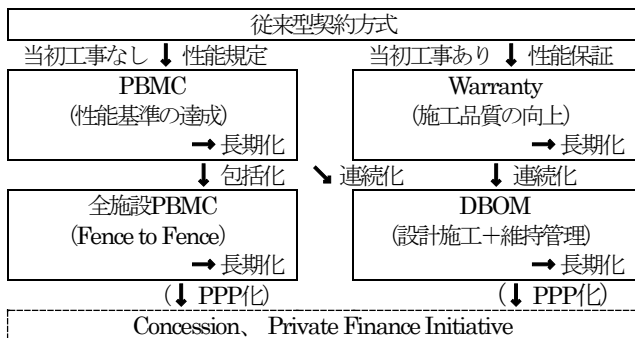 従来型契約方式
当初工事なし ↓ 性能規定 当初工事あり ↓ 性能保証
PBMC
(性能基準の達成)
→ 長期化
Warranty
(施工品質の向上)
→ 長期化
↓ 包括化 ↘ 連続化 ↓ 連続化
全施設PBMC
(Fence to Fence)
→ 長期化
DBOM
(設計施工＋維持管理)
→ 長期化
(↓ PPP化) (↓ PPP化)
Concession、 Private Finance Initiative